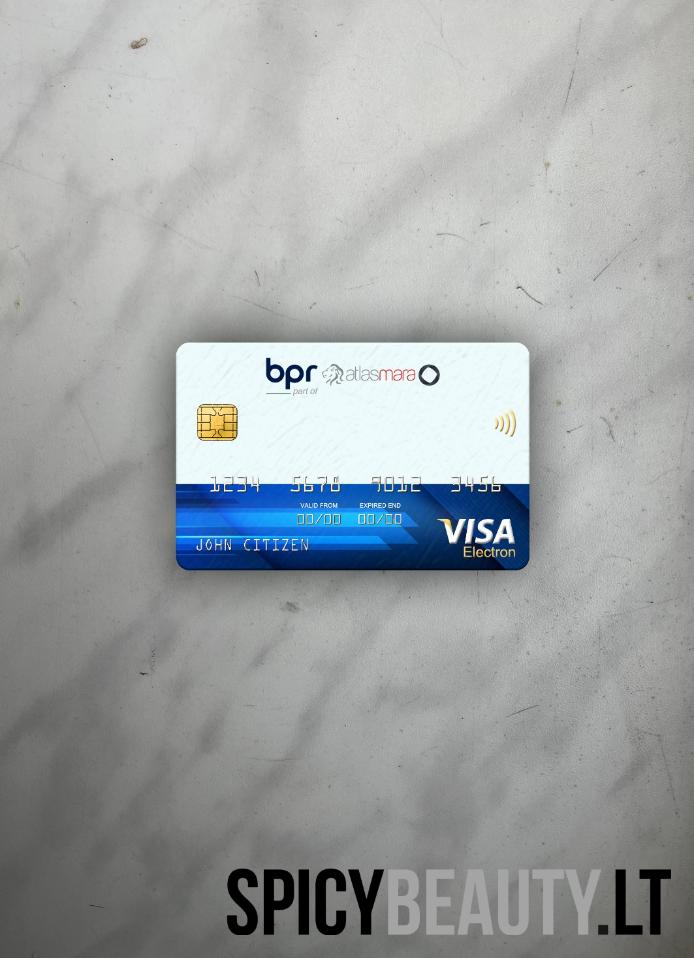 bpr atlasmara
part of
1234 5678 9012 3456
VALID FROM EXPIRED END
00/00 00/00
JOHN CITIZEN
VISA
Electron
SPICYBEAUTY.LT